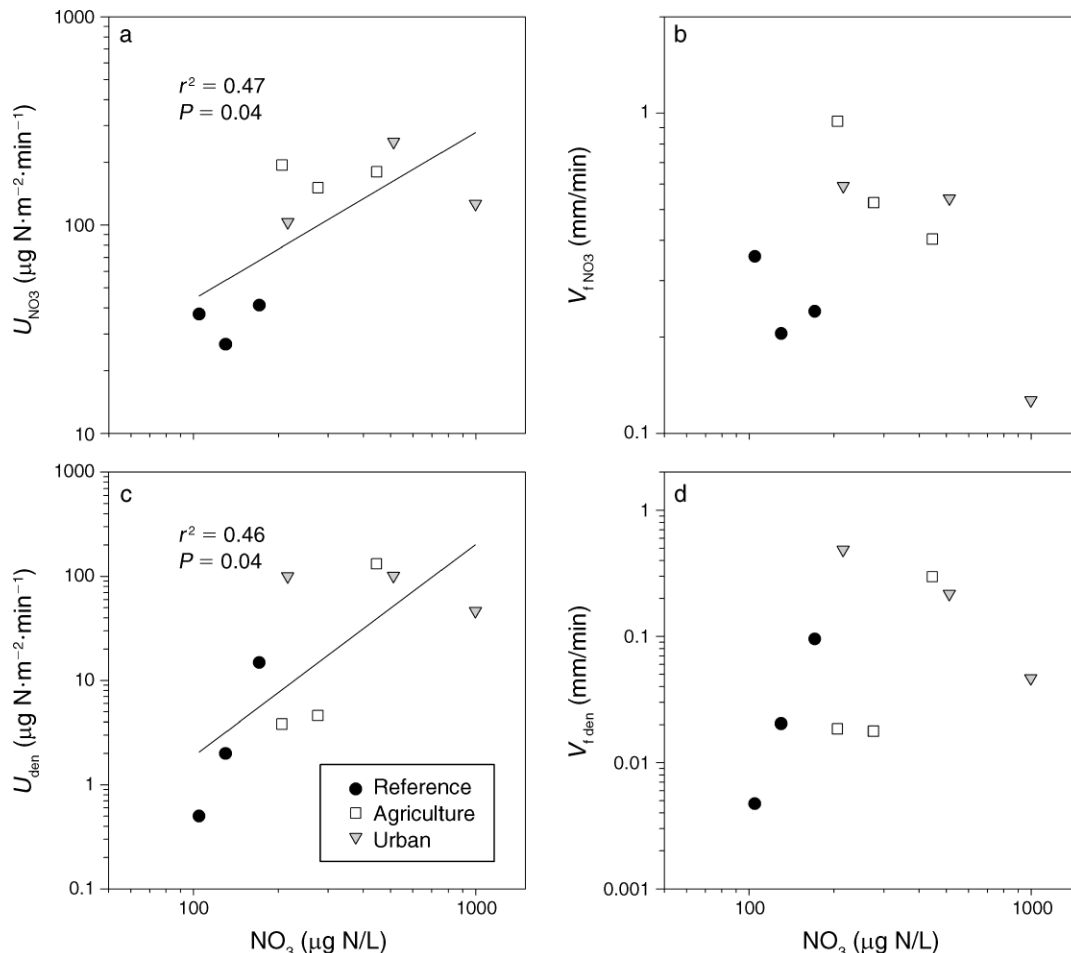 a
r² = 0.47
P = 0.04
1000
100
10
U_NO3 (µg N·m⁻²·min⁻¹)
b
1
0.1
V_f NO3 (mm/min)
c
r² = 0.46
P = 0.04
1000
100
10
1
0.1
U_den (µg N·m⁻²·min⁻¹)
Reference
Agriculture
Urban
100
1000
NO₃ (µg N/L)
d
1
0.1
0.01
0.001
V_f den (mm/min)
100
1000
NO₃ (µg N/L)